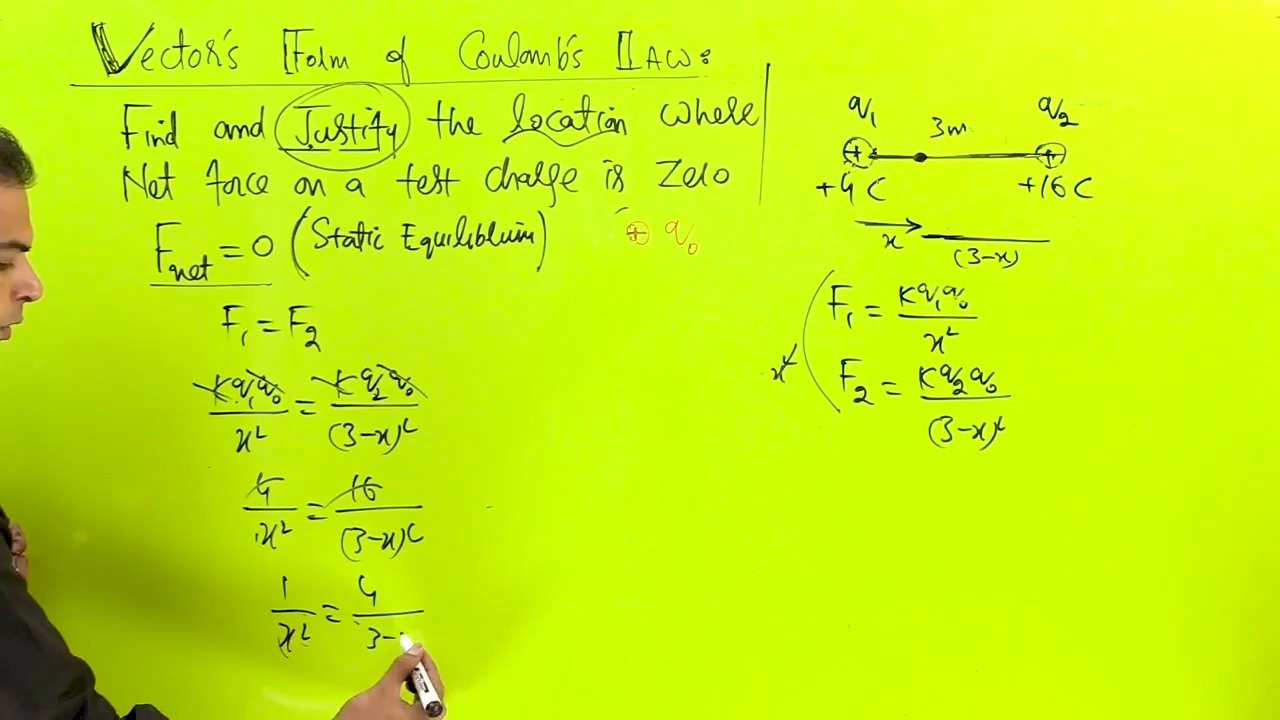 Vector's Form of Coulomb's Law:
Find and Justify the location where
Net force on a test charge is Zero
F_net = 0 (Static Equilibrium) ⊕ q₀
F₁ = F₂
Kq₁q₀/x² = Kq₂q₀/(3-x)²
4/x² = 16/(3-x)²
1/x² = 4/3-
q₁ 3m q₂
+ +
+4C +16C
x (3-x)
F₁ = Kq₁q₀/x²
F₂ = Kq₂q₀/(3-x)²